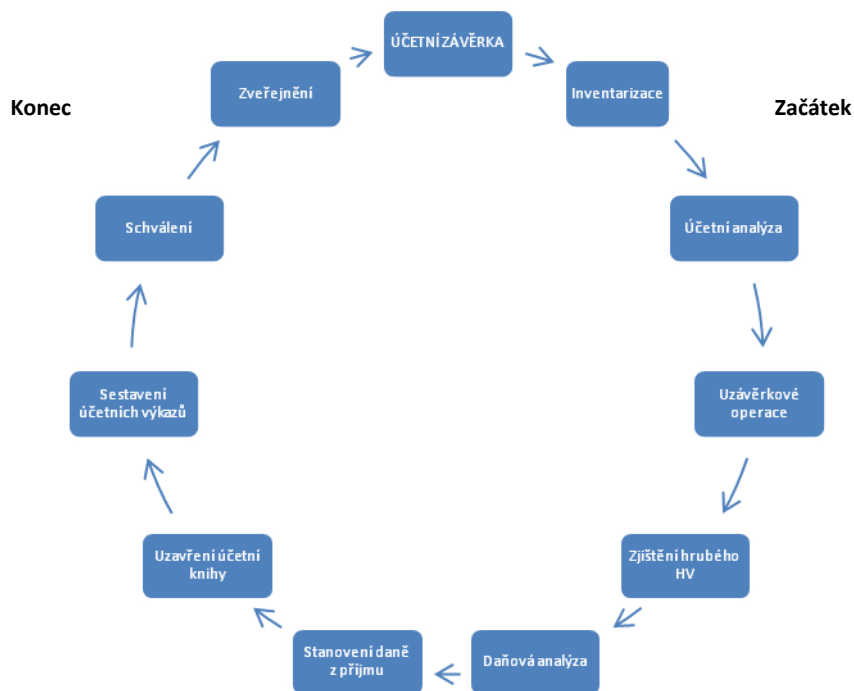 ÚČETNÍ ZÁVĚRKA
Inventarizace
Začátek
Účetní analýza
Uzávěrkové
operace
Zjištění hrubého
HV
Daňová analýza
Stanovení daně
z příjmu
Uzavření účetní
knihy
Sestavení
účetních výkazů
Schválení
Zveřejnění
Konec